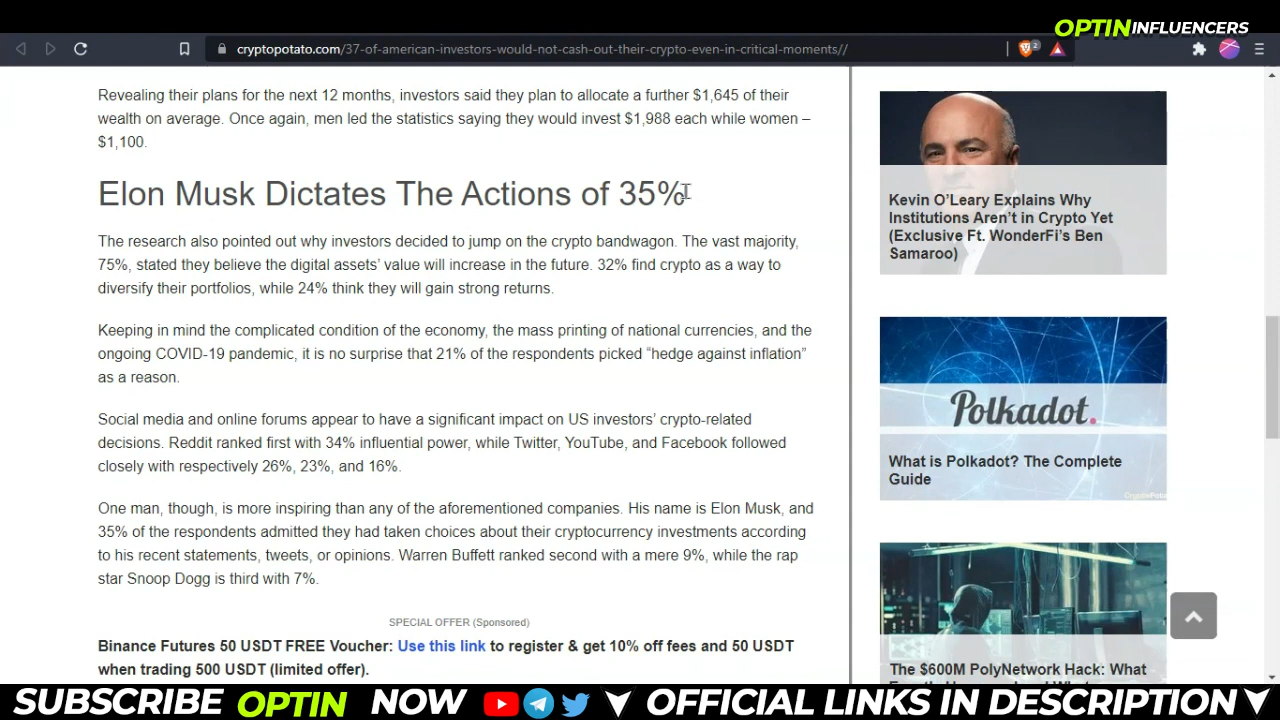 OPTIN INFLUENCERS
cryptopotato.com/37-of-american-investors-would-not-cash-out-their-crypto-even-in-critical-moments//
2
Revealing their plans for the next 12 months, investors said they plan to allocate a further $1,645 of their
wealth on average. Once again, men led the statistics saying they would invest $1,988 each while women –
$1,100.
Elon Musk Dictates The Actions of 35%
The research also pointed out why investors decided to jump on the crypto bandwagon. The vast majority,
75%, stated they believe the digital assets’ value will increase in the future. 32% find crypto as a way to
diversify their portfolios, while 24% think they will gain strong returns.
Keeping in mind the complicated condition of the economy, the mass printing of national currencies, and the
ongoing COVID-19 pandemic, it is no surprise that 21% of the respondents picked “hedge against inflation”
as a reason.
Social media and online forums appear to have a significant impact on US investors’ crypto-related
decisions. Reddit ranked first with 34% influential power, while Twitter, YouTube, and Facebook followed
closely with respectively 26%, 23%, and 16%.
One man, though, is more inspiring than any of the aforementioned companies. His name is Elon Musk, and
35% of the respondents admitted they had taken choices about their cryptocurrency investments according
to his recent statements, tweets, or opinions. Warren Buffett ranked second with a mere 9%, while the rap
star Snoop Dogg is third with 7%.
SPECIAL OFFER (Sponsored)
Binance Futures 50 USDT FREE Voucher: Use this link to register & get 10% off fees and 50 USDT
when trading 500 USDT (limited offer).
Kevin O’Leary Explains Why
Institutions Aren’t in Crypto Yet
(Exclusive Ft. WonderFi’s Ben
Samaroo)
Polkadot.
What is Polkadot? The Complete
Guide
The $600M PolyNetwork Hack: What
SUBSCRIBE OPTIN NOW OFFICIAL LINKS IN DESCRIPTION